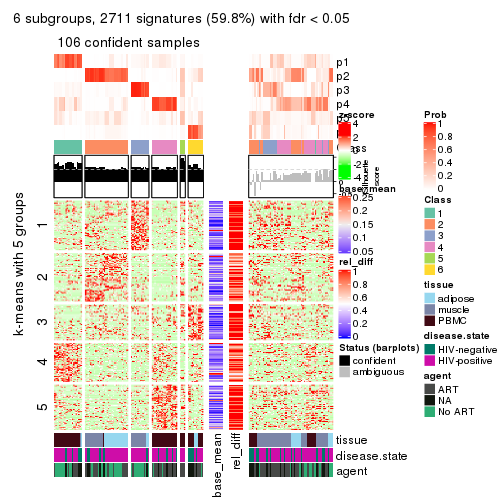 6 subgroups, 2711 signatures (59.8%) with fdr < 0.05
106 confident samples
p1
p2
p3
p4
k-means with 5 groups
1
2
3
4
5
base_mean
rel_diff
tissue
disease.state
agent
z-score
4
2
0
-2
-4
Silhouette
score
base_mean
0.25
0.2
0.15
0.1
0.05
rel_diff
1
0.8
0.6
0.4
0.2
0
Status (barplots)
confident
ambiguous
Prob
1
0.8
0.6
0.4
0.2
0
Class
1
2
3
4
5
6
tissue
adipose
muscle
PBMC
disease.state
HIV-negative
HIV-positive
agent
ART
NA
No ART